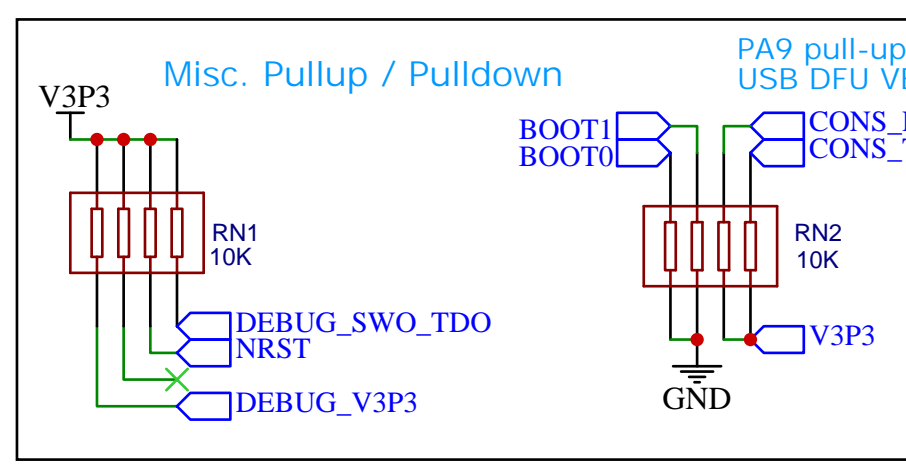 Misc. Pullup / Pulldown
PA9 pull-up
USB DFU
V3P3
BOOT1
BOOT0
RN1
10K
RN2
10K
DEBUG_SWO_TDO
NRST
DEBUG_V3P3
V3P3
GND